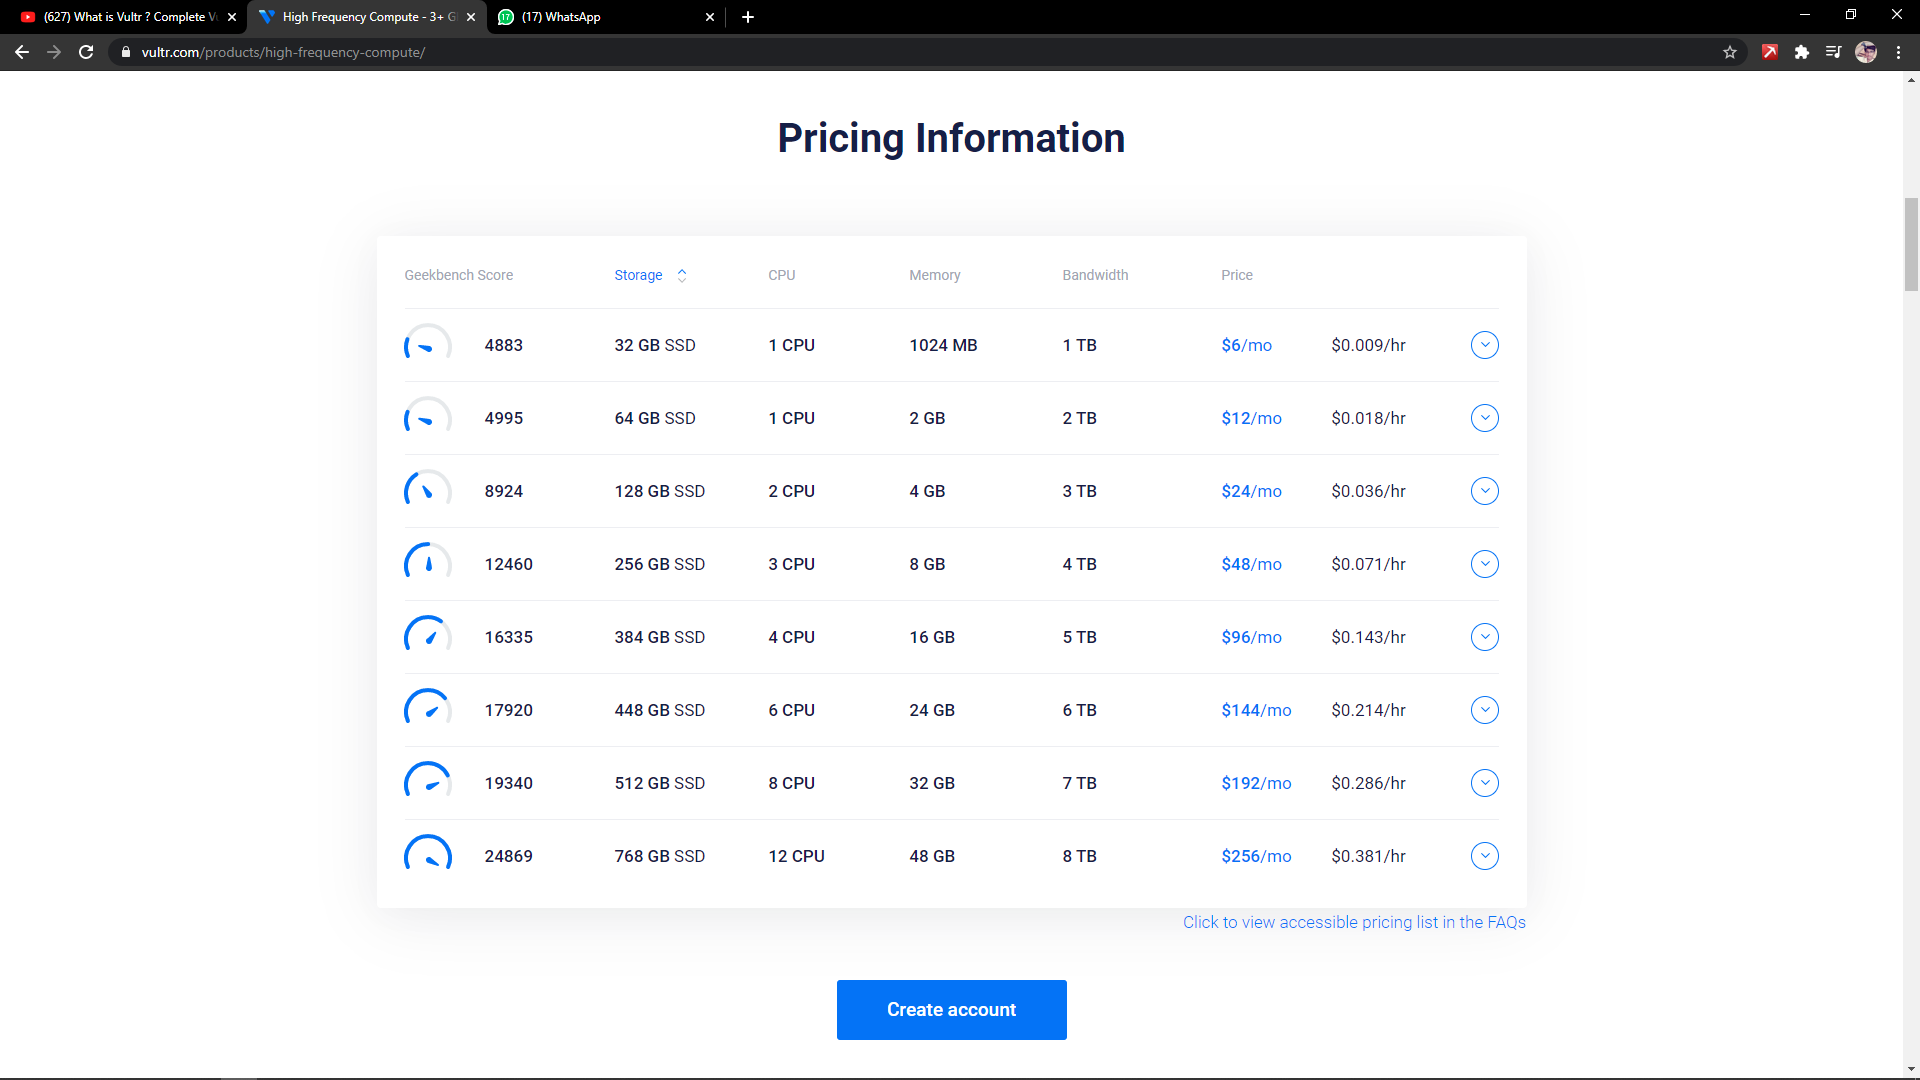 (627) What is Vultr ? Complete Vu
High Frequency Compute - 3+ G
(17) WhatsApp
vultr.com/products/high-frequency-compute/
Pricing Information
Geekbench Score Storage CPU Memory Bandwidth Price
4883 32 GB SSD 1 CPU 1024 MB 1 TB $6/mo $0.009/hr
4995 64 GB SSD 1 CPU 2 GB 2 TB $12/mo $0.018/hr
8924 128 GB SSD 2 CPU 4 GB 3 TB $24/mo $0.036/hr
12460 256 GB SSD 3 CPU 8 GB 4 TB $48/mo $0.071/hr
16335 384 GB SSD 4 CPU 16 GB 5 TB $96/mo $0.143/hr
17920 448 GB SSD 6 CPU 24 GB 6 TB $144/mo $0.214/hr
19340 512 GB SSD 8 CPU 32 GB 7 TB $192/mo $0.286/hr
24869 768 GB SSD 12 CPU 48 GB 8 TB $256/mo $0.381/hr
Click to view accessible pricing list in the FAQs
Create account